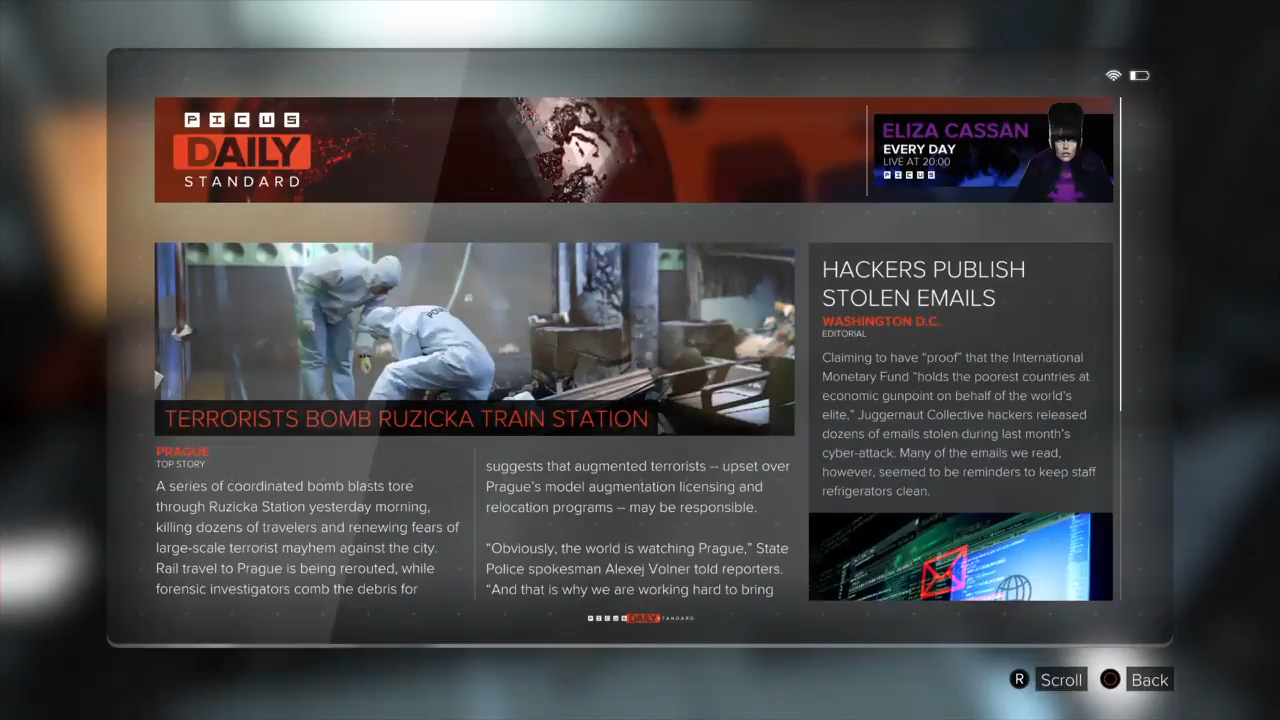 PICUS
DAILY
STANDARD
ELIZA CASSAN
EVERY DAY
LIVE AT 20:00
PICUS
TERRORISTS BOMB RUZICKA TRAIN STATION
PRAGUE
TOP STORY
A series of coordinated bomb blasts tore
through Ruzicka Station yesterday morning,
killing dozens of travelers and renewing fears of
large-scale terrorist mayhem against the city.
Rail travel to Prague is being rerouted, while
forensic investigators comb the debris for
suggests that augmented terrorists -- upset over
Prague's model augmentation licensing and
relocation programs -- may be responsible.
"Obviously, the world is watching Prague," State
Police spokesman Alexej Volner told reporters.
"And that is why we are working hard to bring
HACKERS PUBLISH
STOLEN EMAILS
WASHINGTON D.C.
EDITORIAL
Claiming to have "proof" that the International
Monetary Fund "holds the poorest countries at
economic gunpoint on behalf of the world's
elite," Juggernaut Collective hackers released
dozens of emails stolen during last month's
cyber-attack. Many of the emails we read,
however, seemed to be reminders to keep staff
refrigerators clean.
PICUS DAILY STANDARD
R Scroll Back